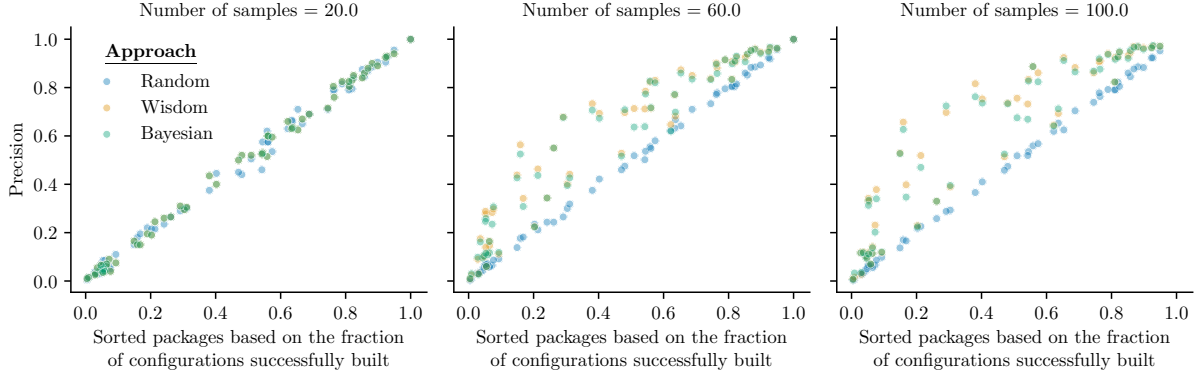 Number of samples = 20.0
Number of samples = 60.0
Number of samples = 100.0
Precision
1.0
0.8
0.6
0.4
0.2
0.0
Approach
Random
Wisdom
Bayesian
0.0 0.2 0.4 0.6 0.8 1.0
0.0 0.2 0.4 0.6 0.8 1.0
0.0 0.2 0.4 0.6 0.8 1.0
Sorted packages based on the fraction
of configurations successfully built
Sorted packages based on the fraction
of configurations successfully built
Sorted packages based on the fraction
of configurations successfully built